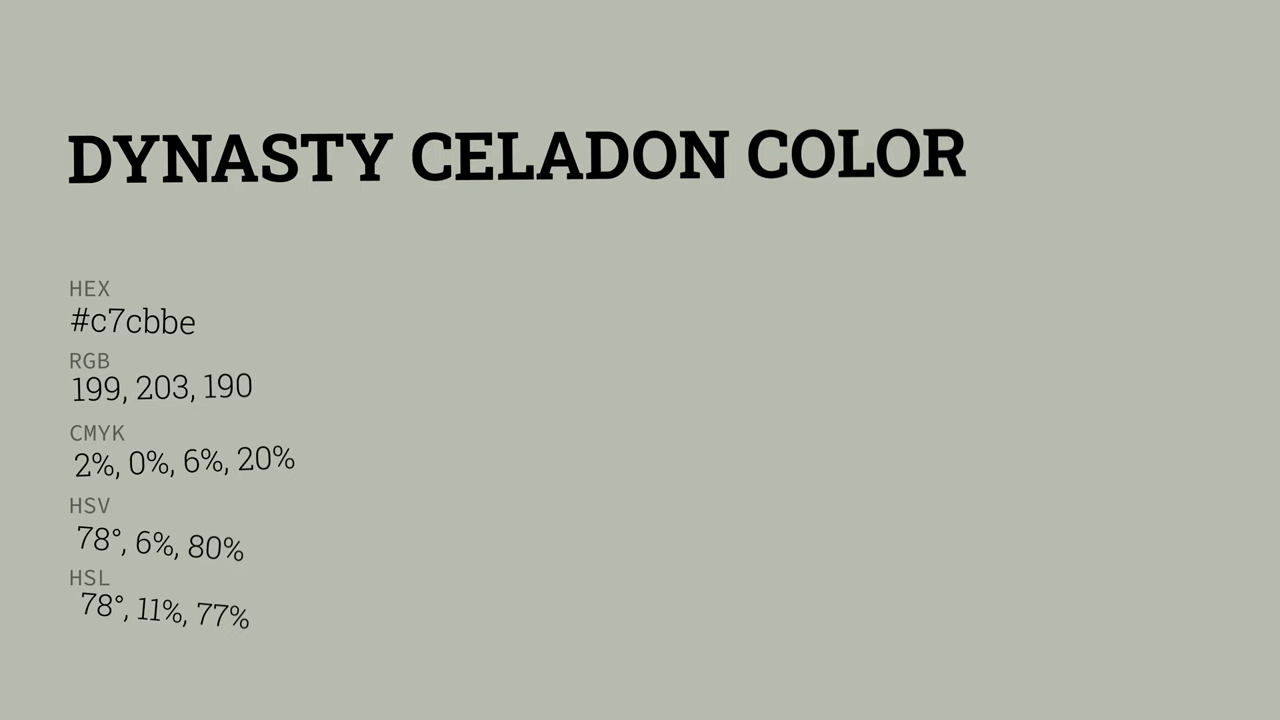 DYNASTY CELADON COLOR
HEX
#c7cbbe
RGB
199, 203, 190
CMYK
2%, 0%, 6%, 20%
HSV
78°, 6%, 80%
HSL
78°, 11%, 77%